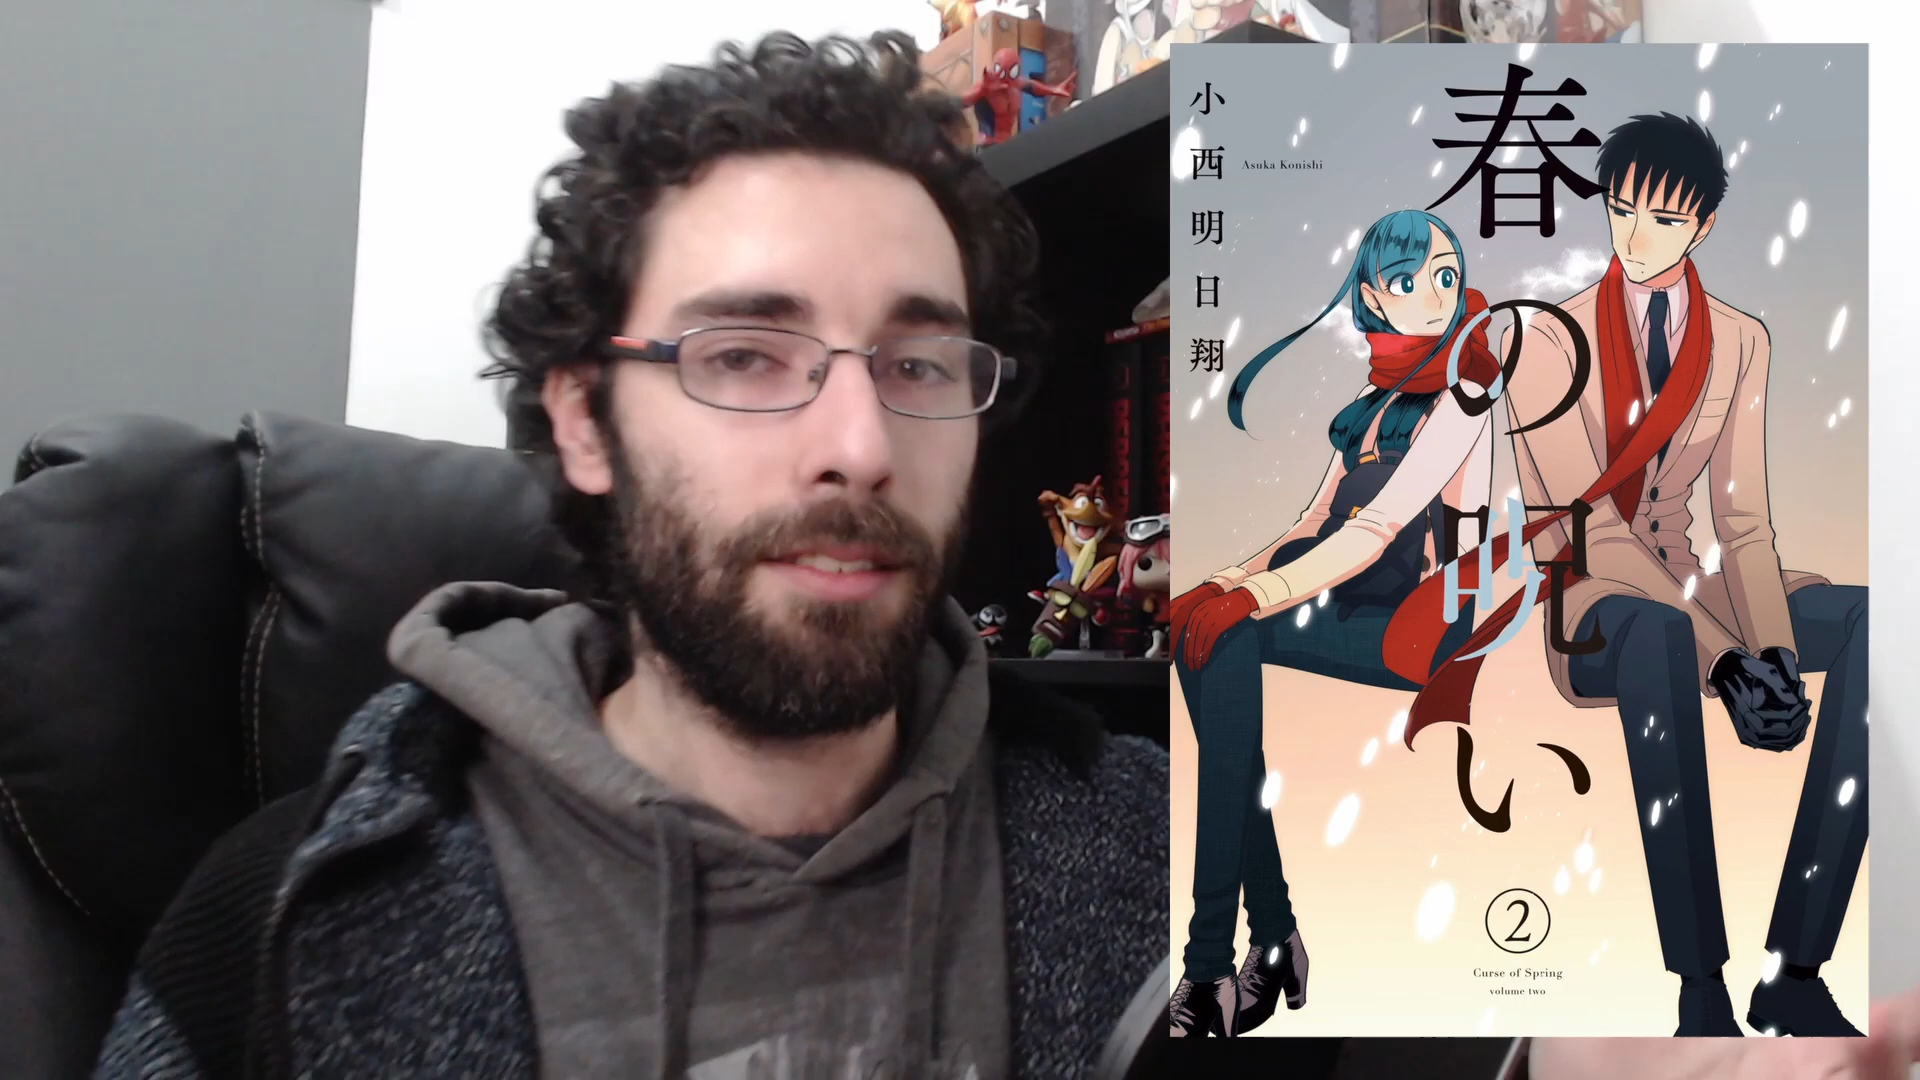 小西明日翔
Asuka Konishi
春の呪い
2
Curse of Spring
volume two